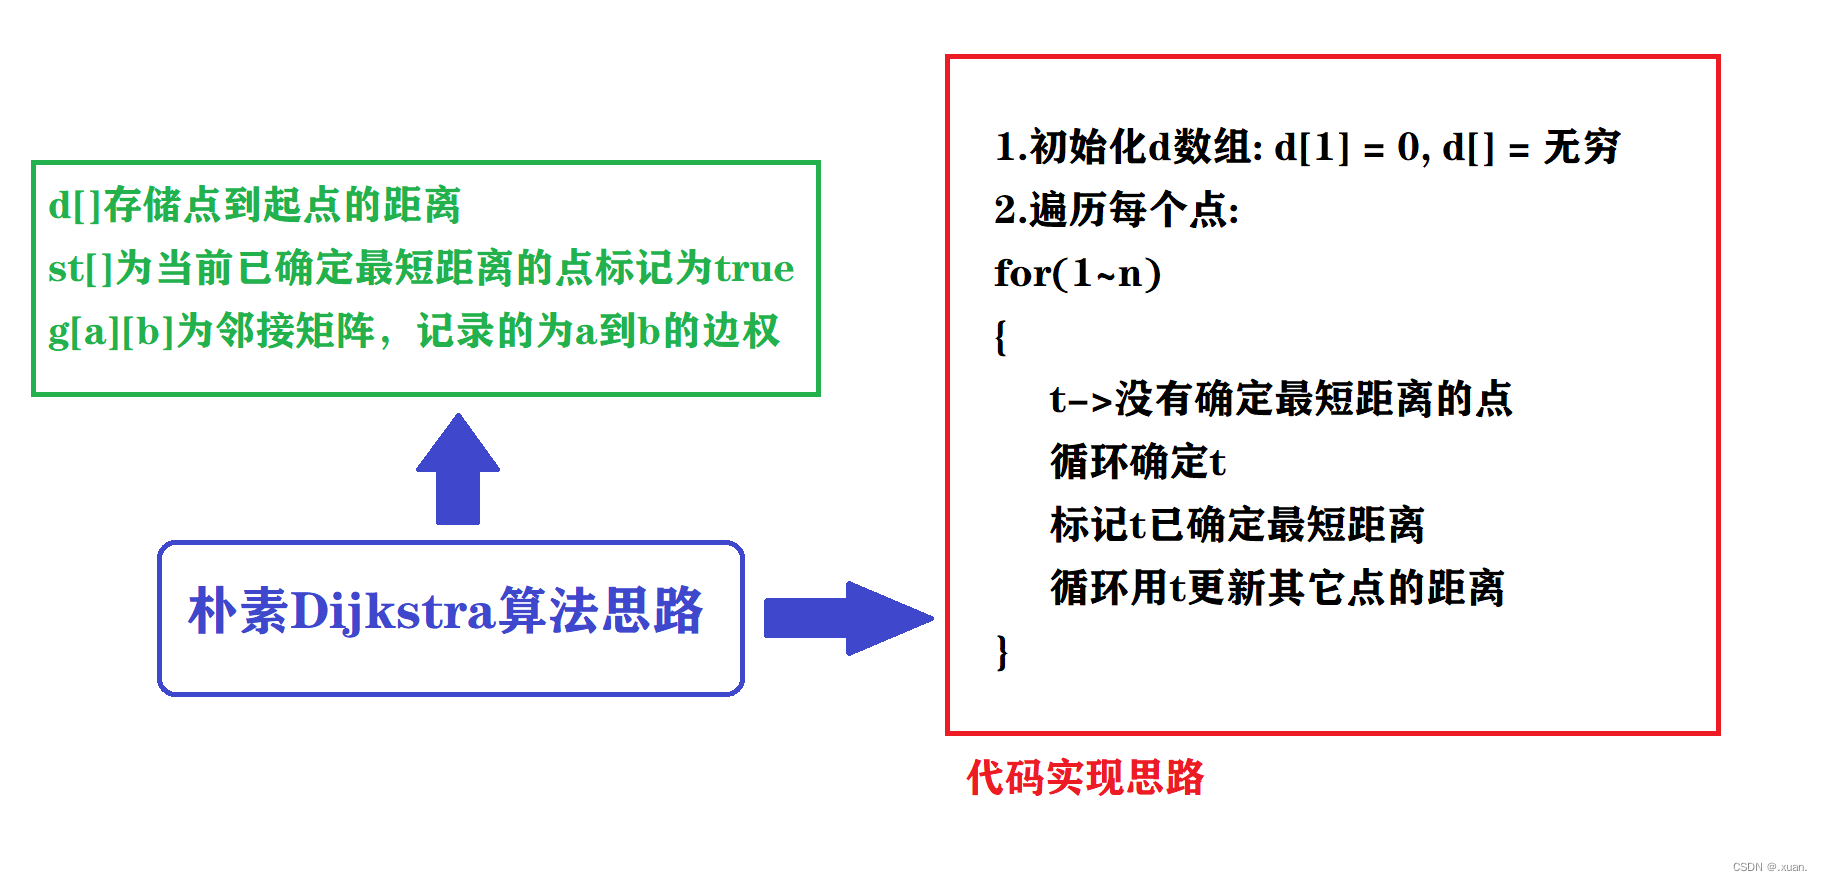 d[]存储点到起点的距离
st[]为当前已确定最短距离的点标记为true
g[a][b]为邻接矩阵，记录的为a到b的边权
朴素Dijkstra算法思路
1.初始化d数组: d[1] = 0, d[] = 无穷
2.遍历每个点:
for(1~n)
{
t->没有确定最短距离的点
循环确定t
标记t已确定最短距离
循环用t更新其它点的距离
}
代码实现思路
CSDN @.xuan.